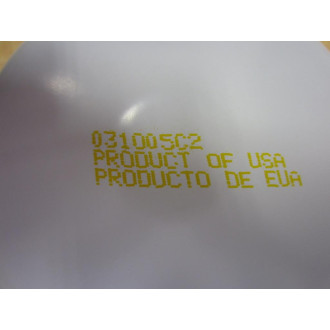 031005C2
PRODUCT OF USA
PRODUCTO DE EUA